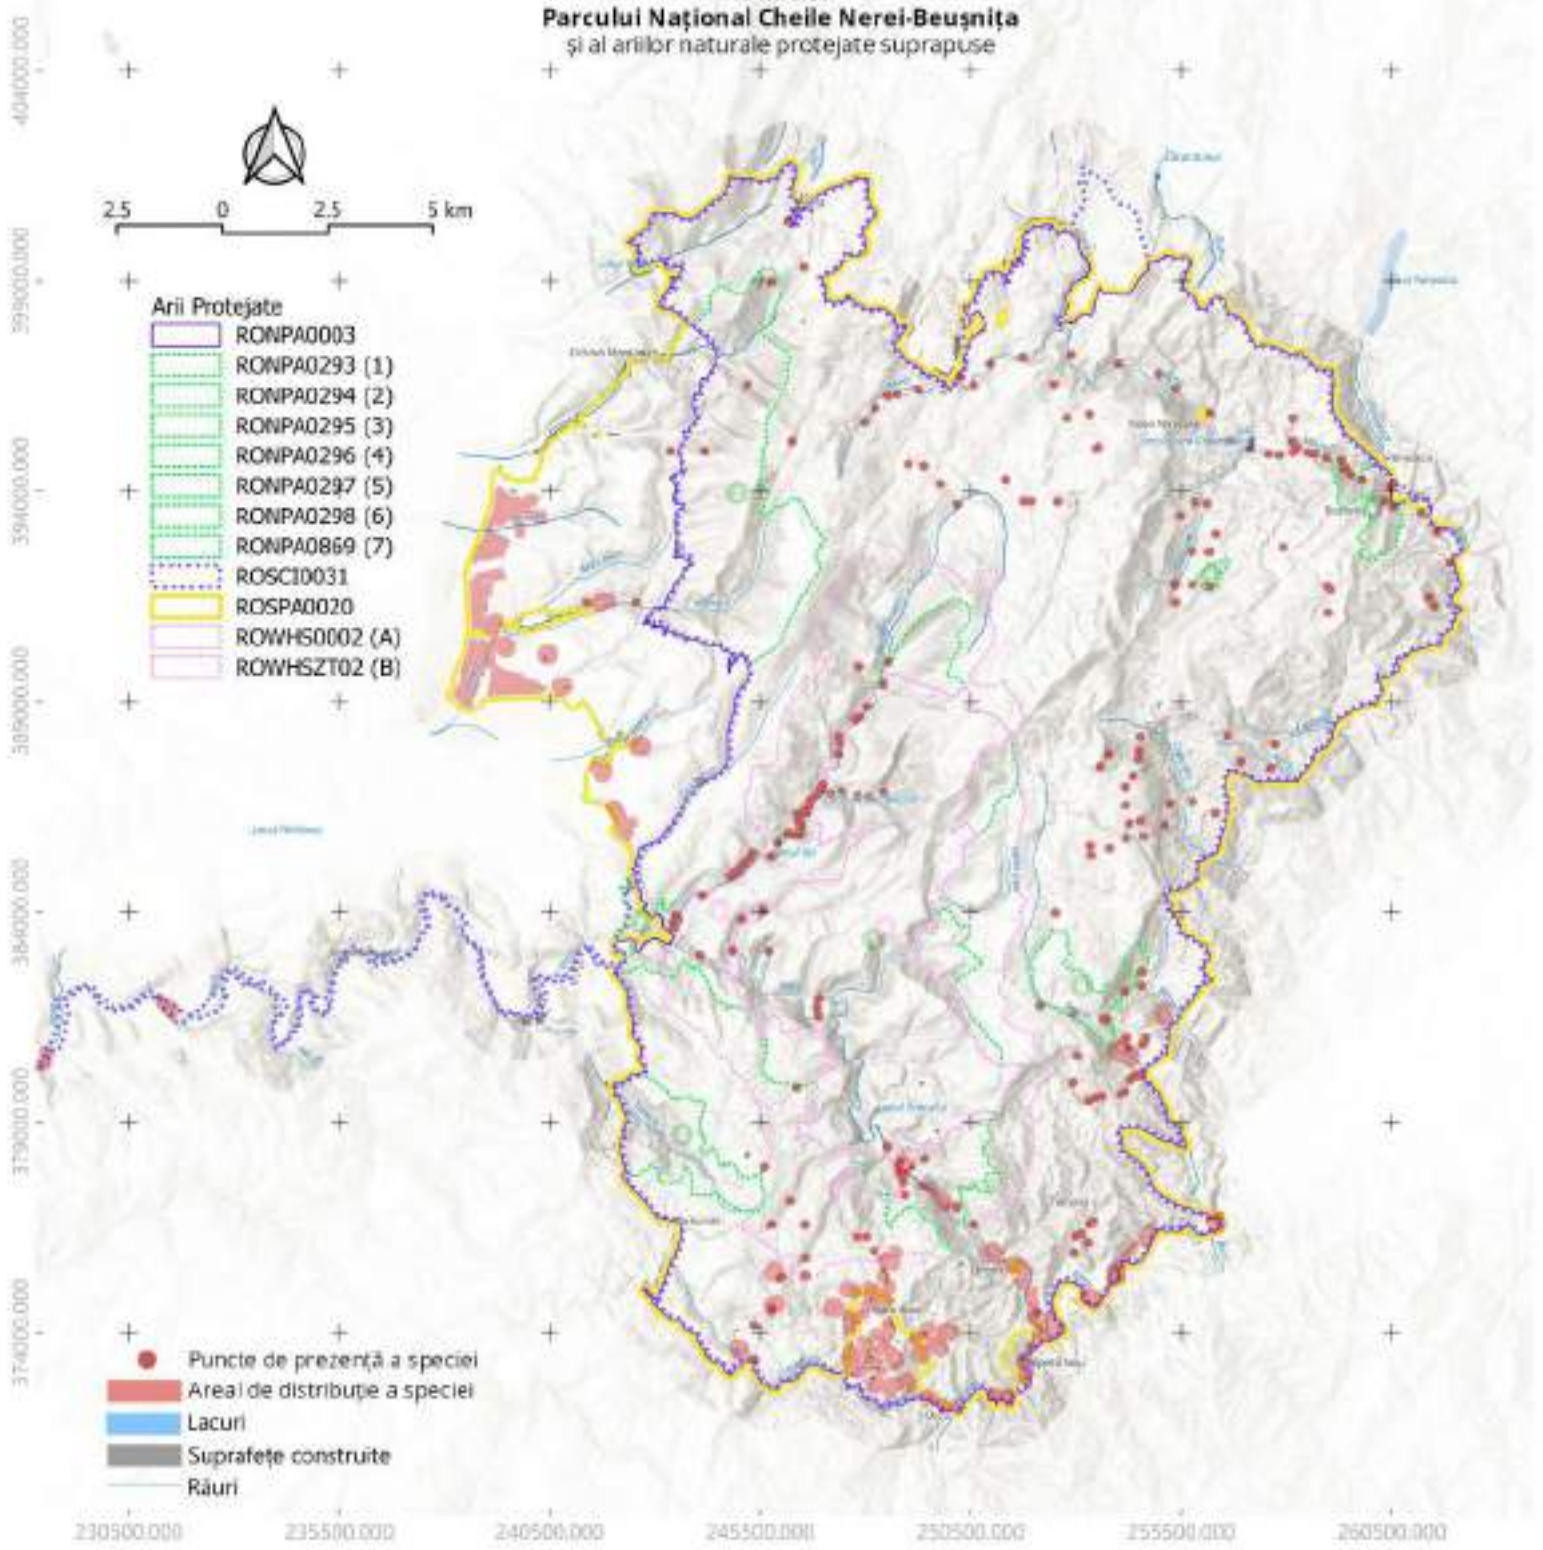 Parcului Național Cheile Nerei-Beușnița
și al ariilor naturale protejate suprapuse
2.5 0 2.5 5 km
Arii Protejate
RONPA0003
RONPA0293 (1)
RONPA0294 (2)
RONPA0295 (3)
RONPA0296 (4)
RONPA0297 (5)
RONPA0298 (6)
RONPA0869 (7)
ROSCI0031
ROSPA0020
ROWHS0002 (A)
ROWHSZT02 (B)
Puncte de prezență a speciei
Areal de distribuție a speciei
Lacuri
Suprafețe construite
Râuri
404000.000
399000.000
394000.000
389000.000
384000.000
379000.000
374000.000
230500.000 235500.000 240500.000 245500.000 250500.000 255500.000 260500.000